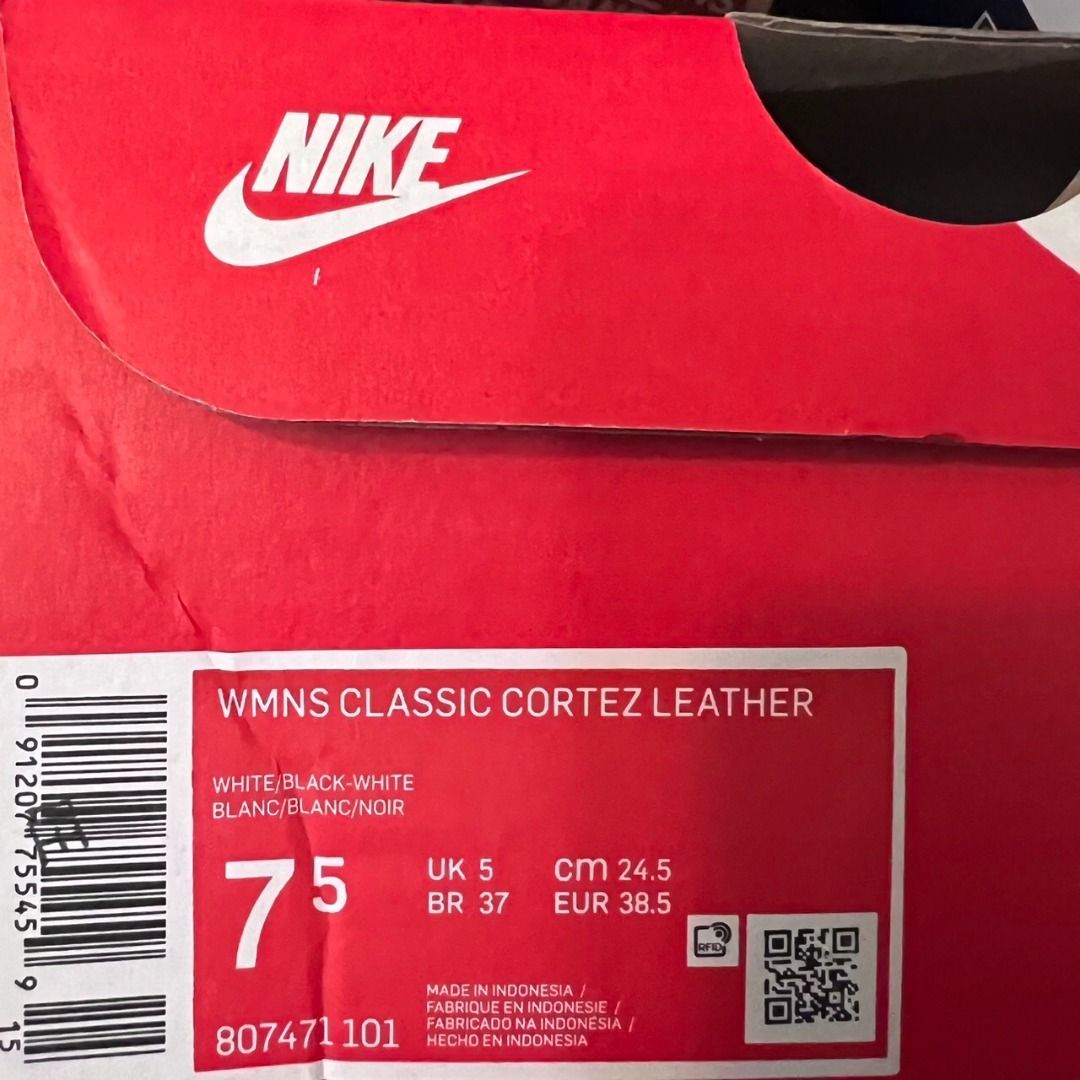 NIKE
WMNS CLASSIC CORTEZ LEATHER
WHITE/BLACK-WHITE
BLANC/BLANC/NOIR
7 5
UK 5 cm 24.5
BR 37 EUR 38.5
RFID
MADE IN INDONESIA /
FABRIQUE EN INDONESIE /
FABRICADO NA INDONÉSIA /
HECHO EN INDONESIA
807471 101
0 91207 75545 9 15